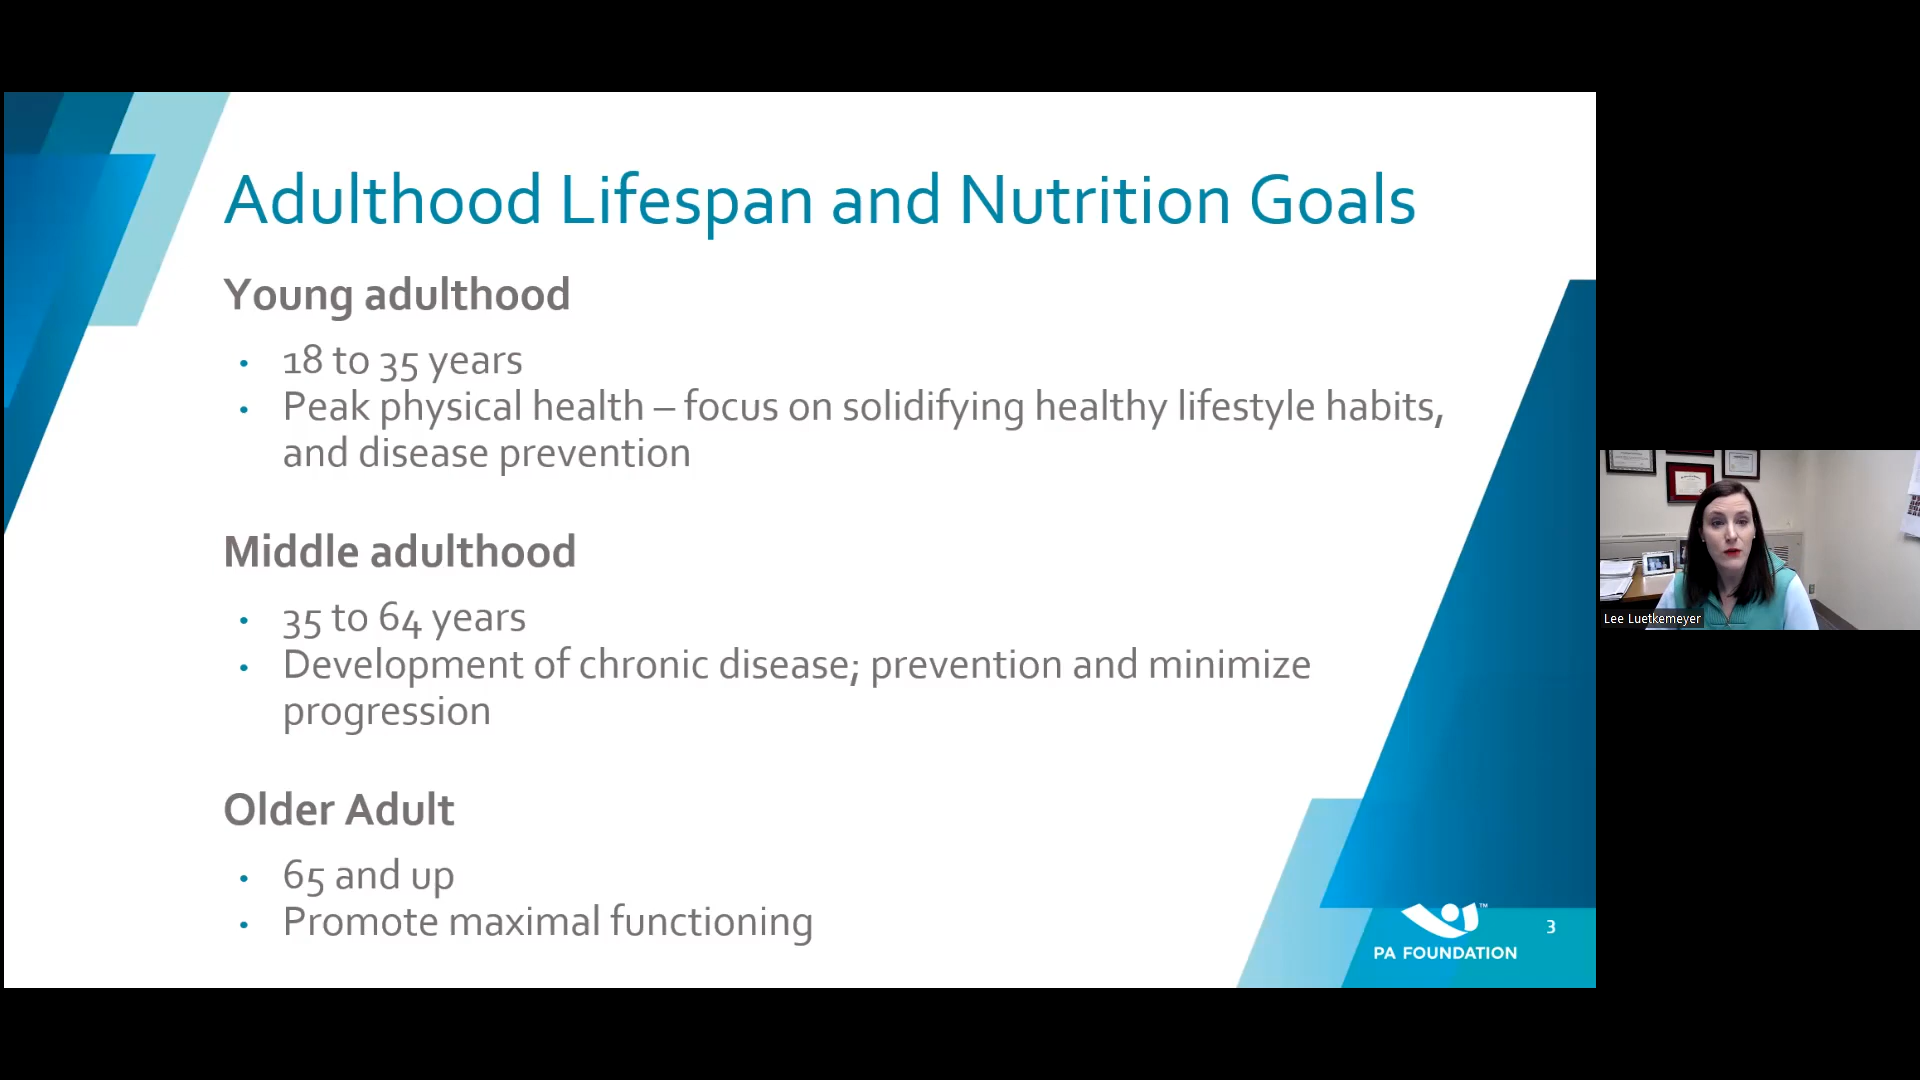 Adulthood Lifespan and Nutrition Goals
Young adulthood
• 18 to 35 years
• Peak physical health – focus on solidifying healthy lifestyle habits,
and disease prevention
Middle adulthood
• 35 to 64 years
• Development of chronic disease; prevention and minimize
progression
Older Adult
• 65 and up
• Promote maximal functioning
™
PA FOUNDATION
3
Lee Luetkemeyer